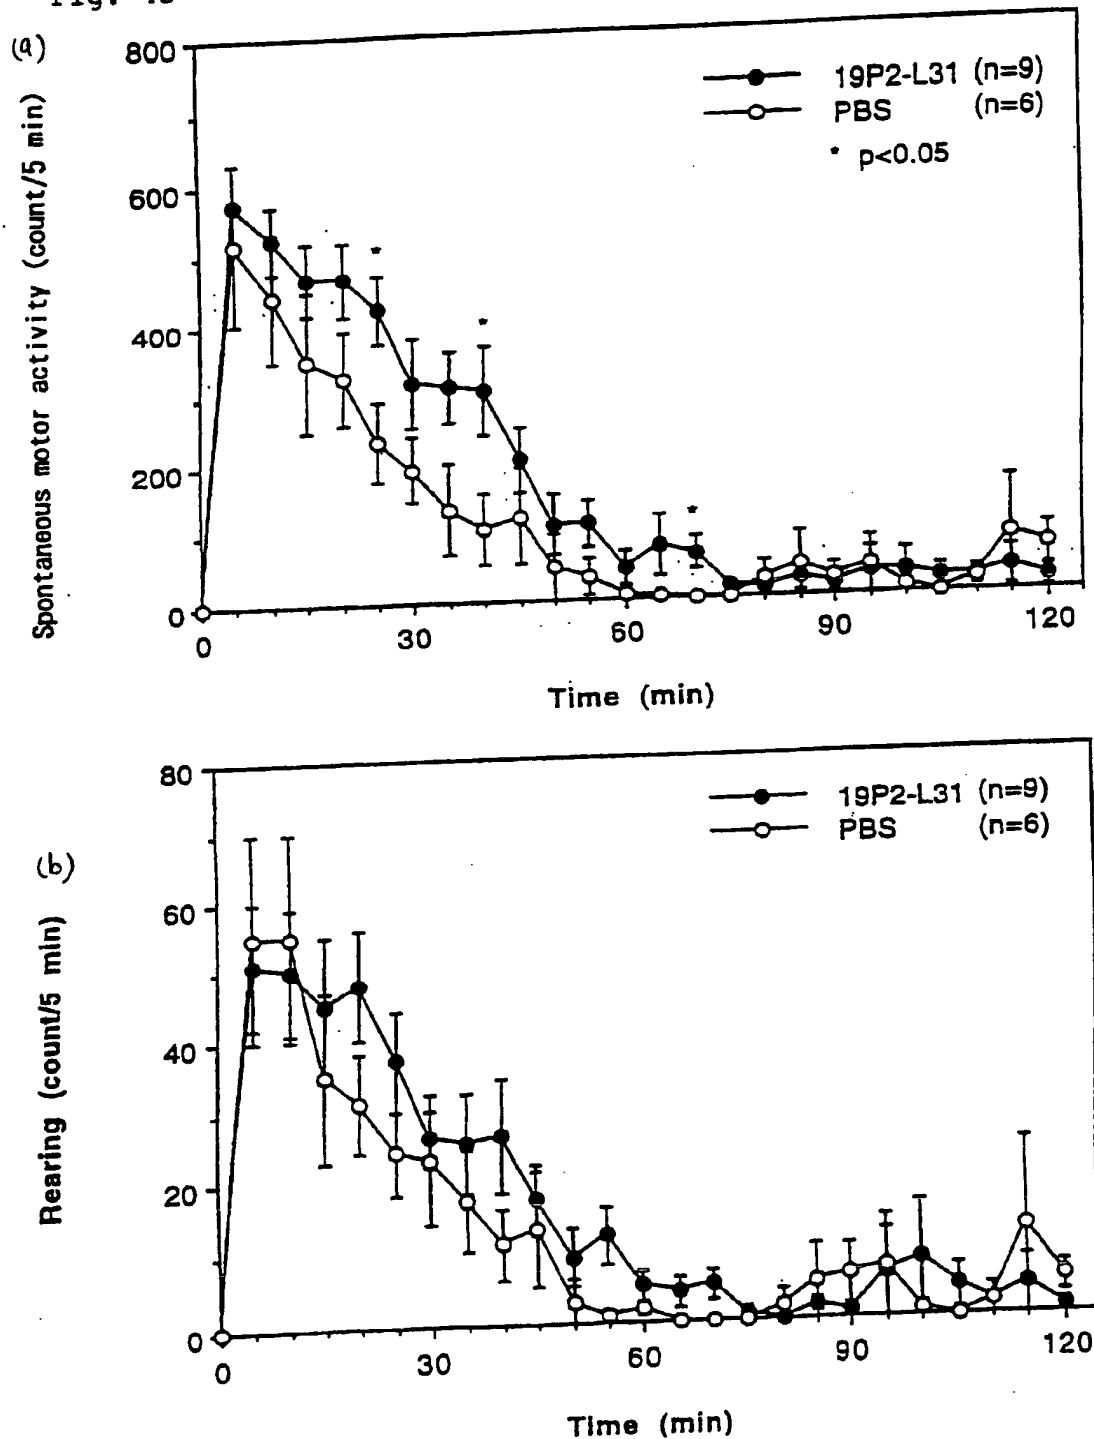 (a)
800
600
400
200
0
Spontaneous motor activity (count/5 min)
19P2-L31 (n=9)
PBS (n=6)
* p<0.05
*
*
*
0 30 60 90 120
Time (min)
(b)
80
60
40
20
0
Rearing (count/5 min)
19P2-L31 (n=9)
PBS (n=6)
0 30 60 90 120
Time (min)